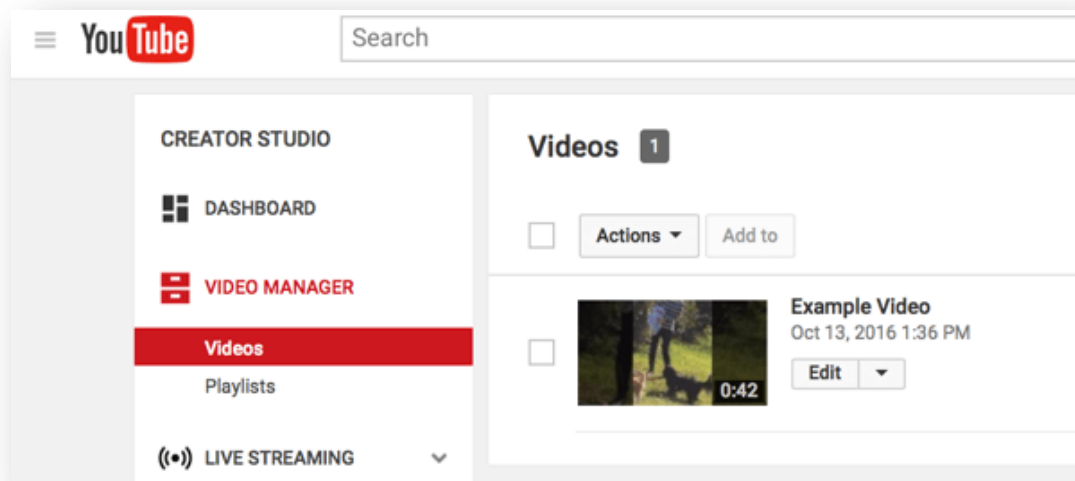 YouTube
Search
CREATOR STUDIO
DASHBOARD
VIDEO MANAGER
Videos
Playlists
LIVE STREAMING
Videos 1
Actions Add to
Example Video
Oct 13, 2016 1:36 PM
Edit
0:42